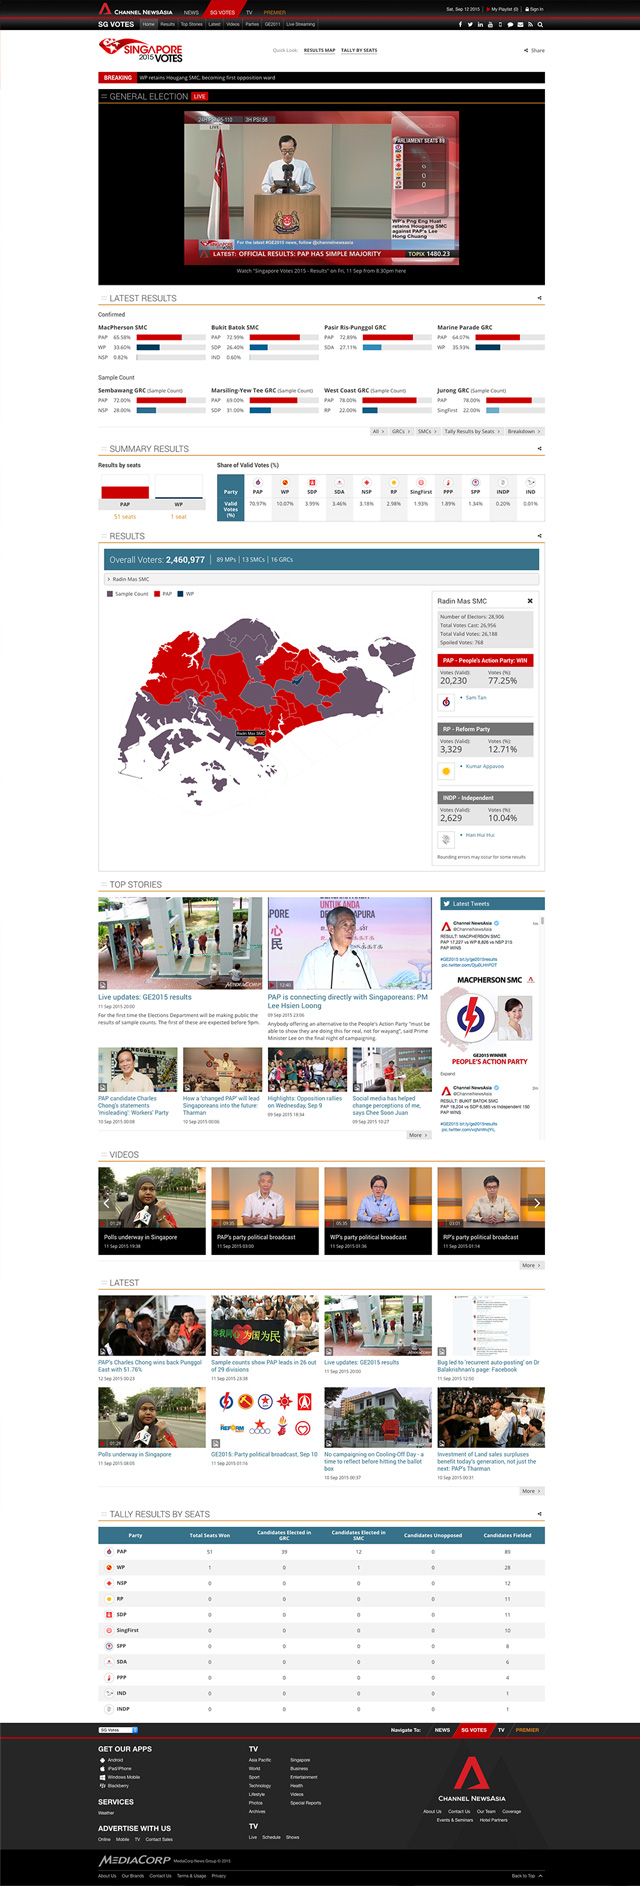 CHANNEL NEWSASIA NEWS SG VOTES TV PREMIER
Sat, Sep 12 2015 My Playlist (0) Sign In
SG VOTES Home Results Top Stories Latest Videos Parties GE2011 Live Streaming
SINGAPORE
2015 VOTES
Quick Look: RESULTS MAP TALLY BY SEATS
Share
BREAKING WP retains Hougang SMC, becoming first opposition ward
GENERAL ELECTION LIVE
24H PSI:95-110 3H PSI:58
LIVE
PARLIAMENT SEATS 89
WP's Png Eng Huat
retains Hougang SMC
against PAP's Lee
Hong Chuang
For the latest #GE2015 news, follow @channelnewsasia
LATEST: OFFICIAL RESULTS: PAP HAS SIMPLE MAJORITY TOPIX 1480.23
Watch "Singapore Votes 2015 - Results" on Fri, 11 Sep from 8.30pm here
LATEST RESULTS
Confirmed
MacPherson SMC Bukit Batok SMC Pasir Ris-Punggol GRC Marine Parade GRC
PAP 65.58% PAP 72.99% PAP 72.89% PAP 64.07%
WP 33.60% SDP 26.40% SDA 27.11% WP 35.93%
NSP 0.82% IND 0.60%
Sample Count
Sembawang GRC (Sample Count) Marsiling-Yew Tee GRC (Sample Count) West Coast GRC (Sample Count) Jurong GRC (Sample Count)
PAP 72.00% PAP 69.00% PAP 78.00% PAP 78.00%
NSP 28.00% SDP 31.00% RP 22.00% SingFirst 22.00%
All GRCs SMCs Tally Results by Seats Breakdown
SUMMARY RESULTS
Results by seats Share of Valid Votes (%)
PAP WP
51 seats 1 seat
Party PAP WP SDP SDA NSP RP SingFirst PPP SPP INDP IND
Valid Votes (%) 70.97% 10.07% 3.99% 3.46% 3.18% 2.98% 1.93% 1.89% 1.34% 0.20% 0.01%
RESULTS
Overall Voters: 2,460,977 89 MPs 13 SMCs 16 GRCs
Radin Mas SMC
Sample Count PAP WP
Radin Mas SMC
Radin Mas SMC
Number of Electors: 28,906
Total Votes Cast: 26,956
Total Valid Votes: 26,188
Spoiled Votes: 768
PAP - People's Action Party: WIN
Votes (Valid): Votes (%):
20,230 77.25%
Sam Tan
RP - Reform Party
Votes (Valid): Votes (%):
3,329 12.71%
Kumar Appavoo
INDP - Independent
Votes (Valid): Votes (%):
2,629 10.04%
Han Hui Hui
Rounding errors may occur for some results
TOP STORIES
MEDIACORP
12:40
Live updates: GE2015 results
11 Sep 2015 20:00
For the first time the Elections Department will be making public the
results of sample counts. The first of these are expected before 9pm.
PAP is connecting directly with Singaporeans: PM
Lee Hsien Loong
09 Sep 2015 23:06
Anybody offering an alternative to the People's Action Party "must be
able to show they are doing this for real, not for wayang", said Prime
Minister Lee on the final night of campaigning.
PAP candidate Charles
Chong's statements
'misleading': Workers' Party
10 Sep 2015 00:08
How a 'changed PAP' will lead
Singaporeans into the future:
Tharman
10 Sep 2015 00:06
Highlights: Opposition rallies
on Wednesday, Sep 9
09 Sep 2015 18:34
Social media has helped
change perceptions of me,
says Chee Soon Juan
09 Sep 2015 10:27
More
Latest Tweets
Channel NewsAsia
@ChannelNewsAsia
RESULT: MACPHERSON SMC
PAP 17,227 vs WP 8,826 vs NSP 215
PAP WINS
MACPHERSON SMC
GE2015 WINNER
PEOPLE'S ACTION PARTY
Expand
Channel NewsAsia
@ChannelNewsAsia
RESULT: BUKIT BATOK SMC
PAP WINS
VIDEOS
01:28 09:35 05:35 03:01
Polls underway in Singapore
11 Sep 2015 19:38
PAP's party political broadcast
11 Sep 2015 03:00
WP's party political broadcast
11 Sep 2015 01:36
RP's party political broadcast
11 Sep 2015 01:14
More
LATEST
PAP's Charles Chong wins back Punggol
East with 51.76%
12 Sep 2015 00:23
Sample counts show PAP leads in 26 out
of 29 divisions
11 Sep 2015 23:38
Live updates: GE2015 results
11 Sep 2015 20:00
Bug led to 'recurrent auto-posting' on Dr
Balakrishnan's page: Facebook
11 Sep 2015 12:50
Polls underway in Singapore
11 Sep 2015 08:05
REFORM
GE2015: Party political broadcast, Sep 10
11 Sep 2015 01:16
No campaigning on Cooling-Off Day - a
time to reflect before hitting the ballot
box
10 Sep 2015 00:37
Investment of Land sales surpluses
benefit today's generation, not just the
next: PAP's Tharman
10 Sep 2015 00:31
More
TALLY RESULTS BY SEATS
Party Total Seats Won Candidates Elected in GRC Candidates Elected in SMC Candidates Unopposed Candidates Fielded
PAP 51 39 12 0 89
WP 1 0 1 0 28
NSP 0 0 0 0 12
RP 0 0 0 0 11
SDP 0 0 0 0 11
SingFirst 0 0 0 0 10
SPP 0 0 0 0 8
SDA 0 0 0 0 6
PPP 0 0 0 0 4
IND 0 0 0 0 1
INDP 0 0 0 0 1
SG Votes
Navigate To: NEWS SG VOTES TV PREMIER
GET OUR APPS
Android
iPad/iPhone
Windows Mobile
Blackberry
SERVICES
Weather
ADVERTISE WITH US
Online Mobile TV Contact Sales
TV
Asia Pacific Singapore
World Business
Sport Entertainment
Technology Health
Lifestyle Videos
Photos Special Reports
Archives
TV
Live Schedule Shows
CHANNEL NEWSASIA
About Us Contact Us Our Team Coverage
Events & Seminars Hotel Partners
MEDIACORP MediaCorp News Group © 2015
About Us Our Brands Contact Us Terms & Usage Privacy
Back to Top